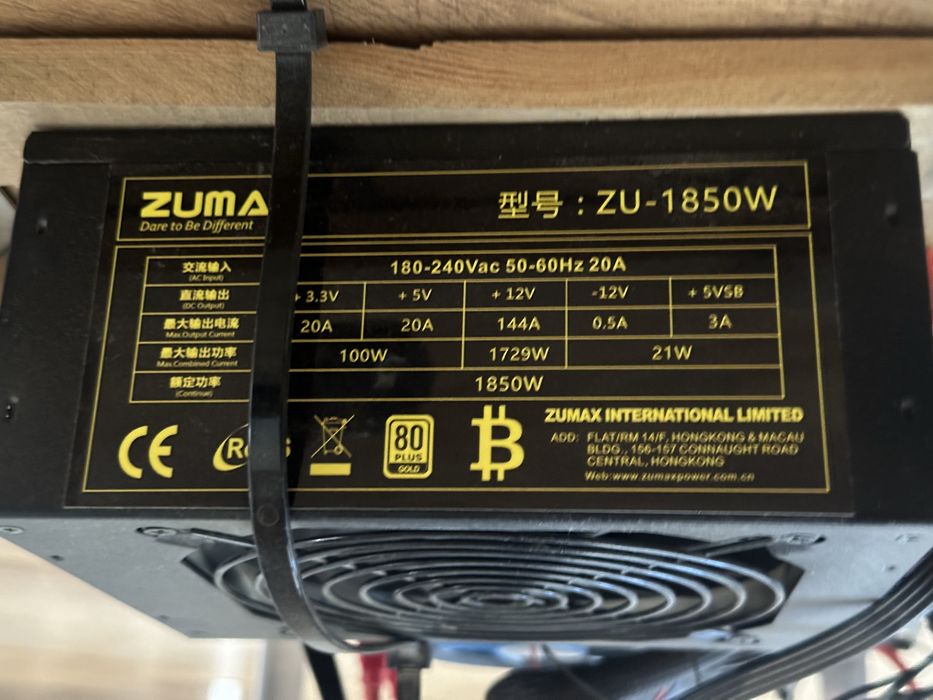 ZUMA
Dare to Be Different
型号：ZU-1850W
交流输入 180-240Vac 50-60Hz 20A
(AC Input)
直流输出 + 3.3V + 5V + 12V -12V + 5VSB
(DC Output)
最大输出电流 20A 20A 144A 0.5A 3A
Max.Output Current
最大输出功率 100W 1729W 21W
Max.Combined Current
额定功率 1850W
(Continue)
CE
RoHS
80
PLUS
GOLD
ZUMAX INTERNATIONAL LIMITED
ADD: FLAT/RM 14/F, HONGKONG & MACAU
BLDG., 156-157 CONNAUGHT ROAD
CENTRAL, HONGKONG
Web:www.zumaxpower.com.cn